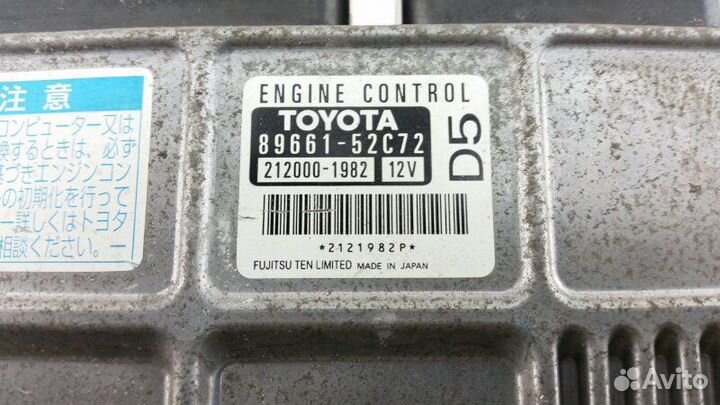 注意
コンピューター又は
換するときは、必ず
基づきエンジンコン
の初期化を行って
ー詳しくはトヨタ
相談ください。ー
ENGINE CONTROL
TOYOTA
89661-52C72
212000-1982 12V
D5
*2121982P*
FUJITSU TEN LIMITED MADE IN JAPAN
Avito